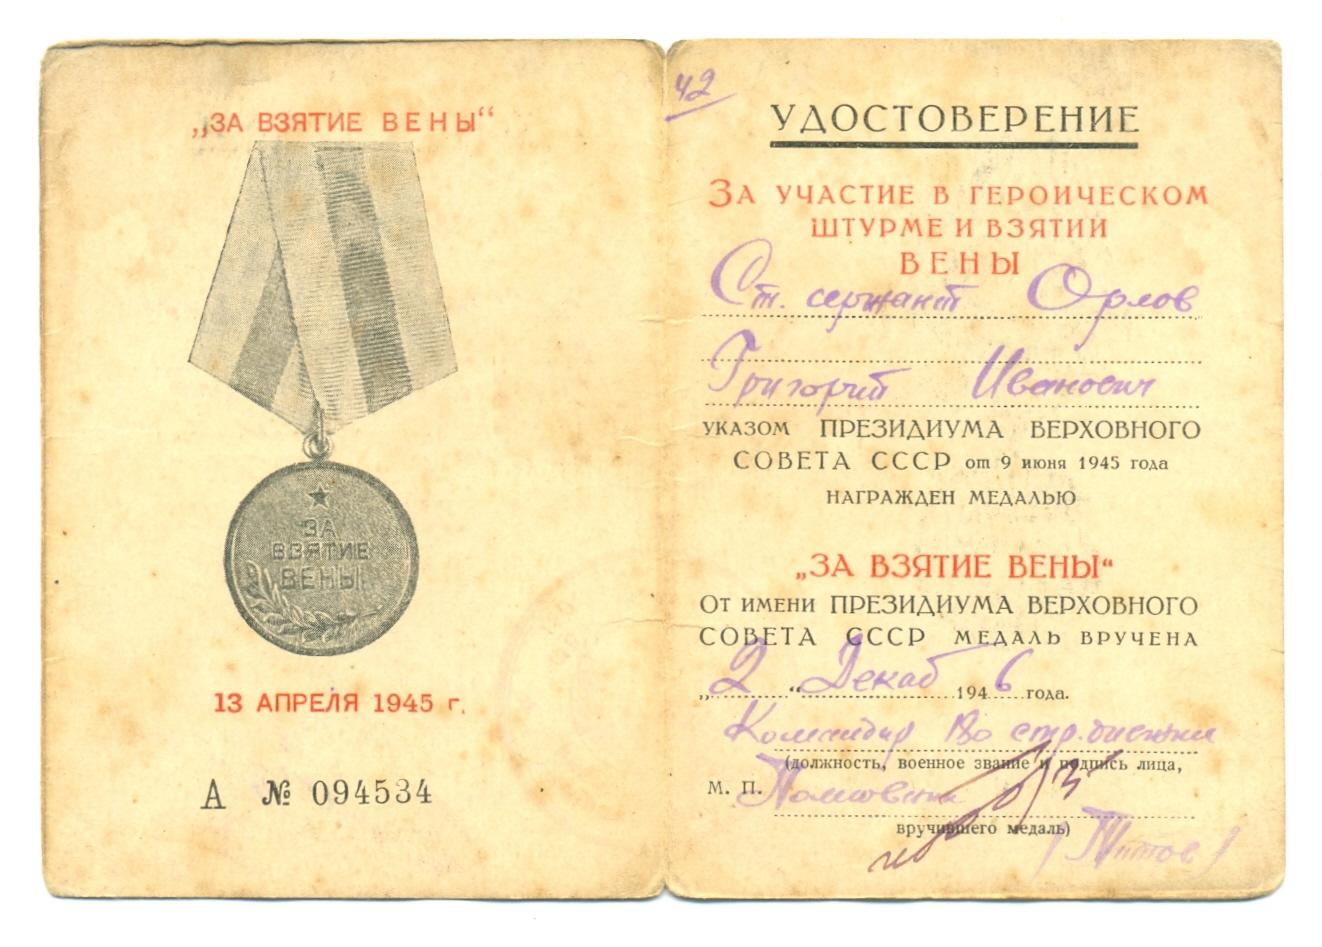 „ЗА ВЗЯТИЕ ВЕНЫ“
ЗА
ВЗЯТИЕ
ВЕНЫ
13 АПРЕЛЯ 1945 г.
А № 094534
42
УДОСТОВЕРЕНИЕ
ЗА УЧАСТИЕ В ГЕРОИЧЕСКОМ
ШТУРМЕ И ВЗЯТИИ
ВЕНЫ
Ст. сержант Орлов
Григорий Иванович
УКАЗОМ ПРЕЗИДИУМА ВЕРХОВНОГО
СОВЕТА СССР от 9 июня 1945 года
НАГРАЖДЕН МЕДАЛЬЮ
„ЗА ВЗЯТИЕ ВЕНЫ“
ОТ ИМЕНИ ПРЕЗИДИУМА ВЕРХОВНОГО
СОВЕТА СССР МЕДАЛЬ ВРУЧЕНА
„2“ Декаб 1946 года.
Командир стр. дивизии
(должность, военное звание и подпись лица,
М. П.
вручившего медаль)
(Титов)